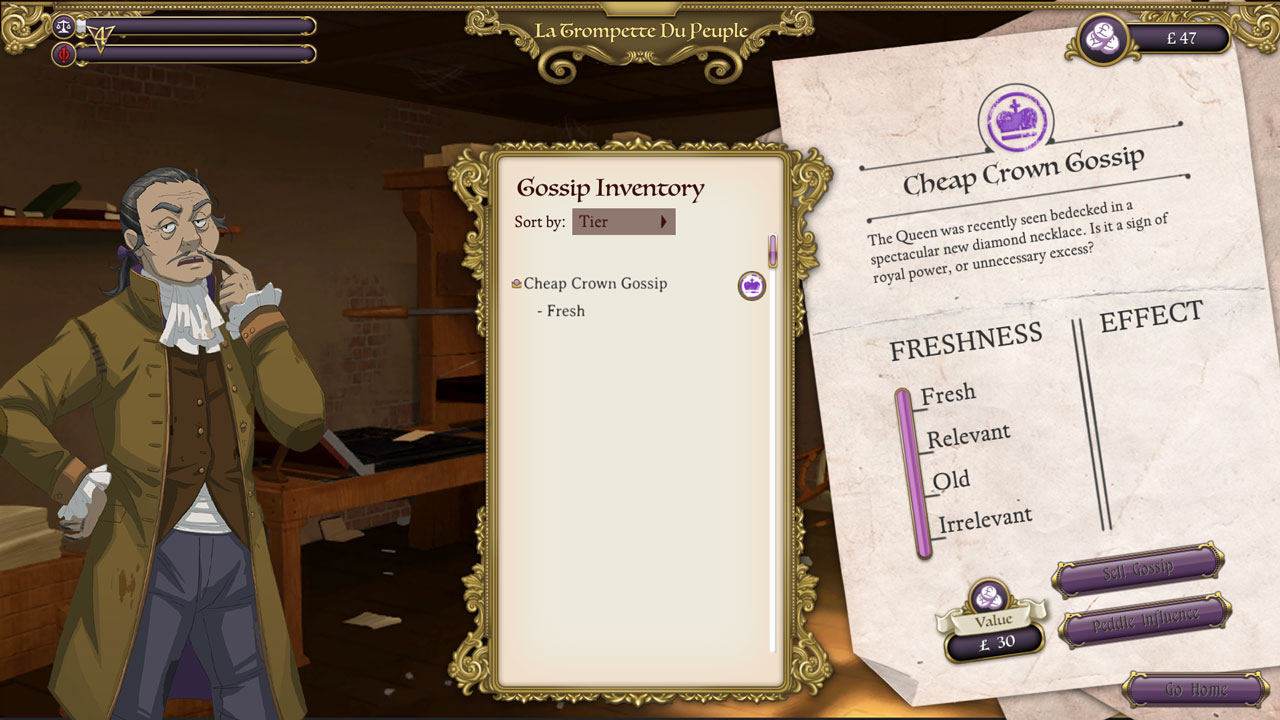 47
La Trompette Du Peuple
£ 47
Gossip Inventory
Sort by: Tier
Cheap Crown Gossip
- Fresh
Cheap Crown Gossip
The Queen was recently seen bedecked in a
spectacular new diamond necklace. Is it a sign of
royal power, or unnecessary excess?
FRESHNESS
EFFECT
Fresh
Relevant
Old
Irrelevant
Value
£ 30
Sell Gossip
Peddle Influence
Go Home